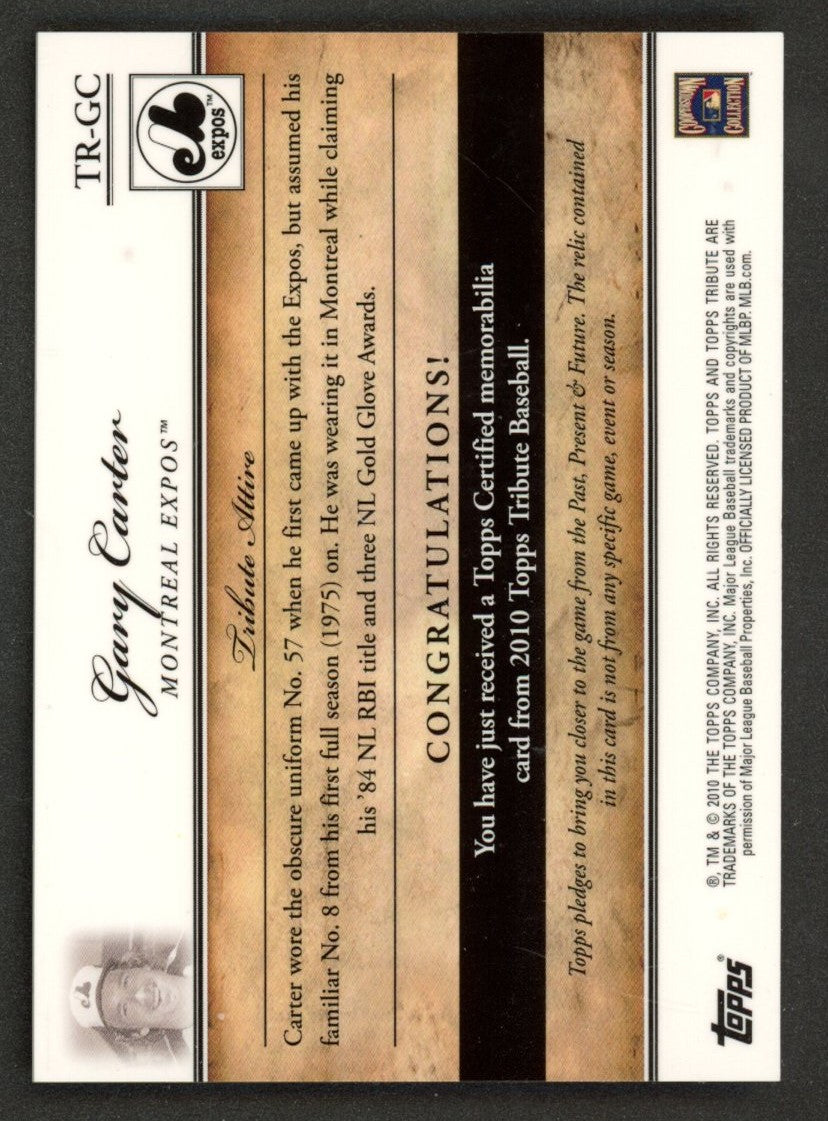 TR-GC
expos™
Gary Carter
MONTREAL EXPOS™
Tribute Attire
Carter wore the obscure uniform No. 57 when he first came up with the Expos, but assumed his
familiar No. 8 from his first full season (1975) on. He was wearing it in Montreal while claiming
his '84 NL RBI title and three NL Gold Glove Awards.
CONGRATULATIONS!
You have just received a Topps Certified memorabilia
card from 2010 Topps Tribute Baseball.
Topps pledges to bring you closer to the game from the Past, Present & Future. The relic contained
in this card is not from any specific game, event or season.
topps®
®, TM & © 2010 THE TOPPS COMPANY, INC. ALL RIGHTS RESERVED. TOPPS AND TOPPS TRIBUTE ARE
TRADEMARKS OF THE TOPPS COMPANY, INC. Major League Baseball trademarks and copyrights are used with
permission of Major League Baseball Properties, Inc. OFFICIALLY LICENSED PRODUCT OF MLBP. MLB.com.
COOPERSTOWN
COLLECTION